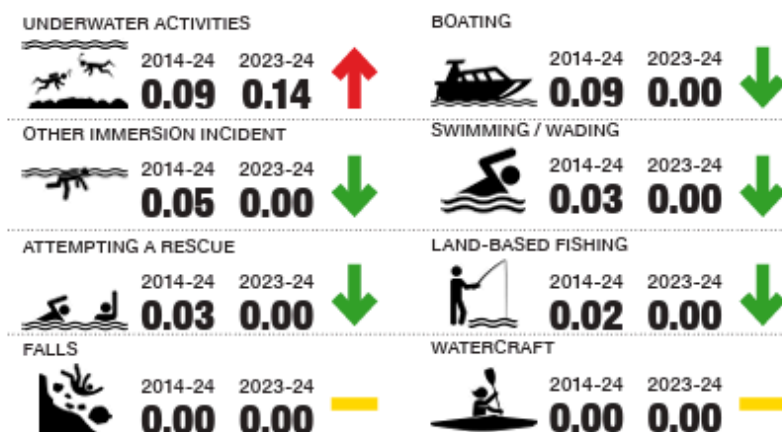 UNDERWATER ACTIVITIES
2014-24 2023-24
0.09 0.14
BOATING
2014-24 2023-24
0.09 0.00
OTHER IMMERSION INCIDENT
2014-24 2023-24
0.05 0.00
SWIMMING / WADING
2014-24 2023-24
0.03 0.00
ATTEMPTING A RESCUE
2014-24 2023-24
0.03 0.00
LAND-BASED FISHING
2014-24 2023-24
0.02 0.00
FALLS
2014-24 2023-24
0.00 0.00
WATERCRAFT
2014-24 2023-24
0.00 0.00